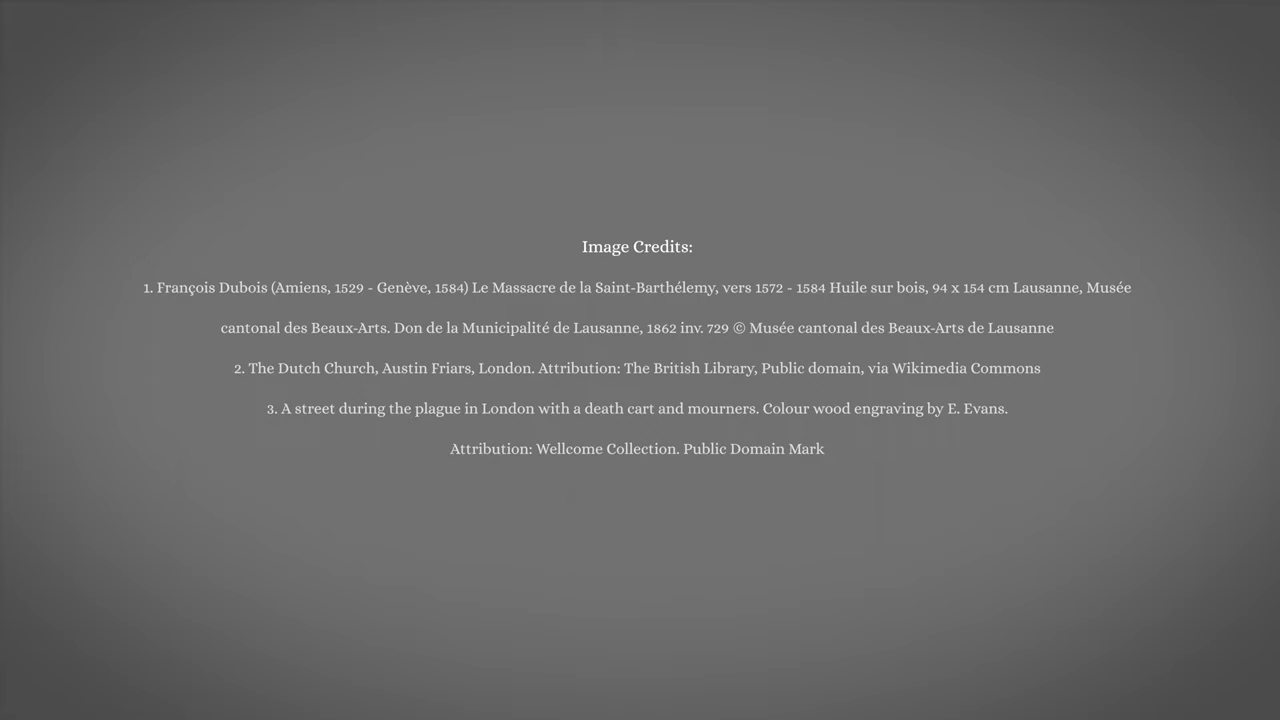 Image Credits:
1. François Dubois (Amiens, 1529 - Genève, 1584) Le Massacre de la Saint-Barthélemy, vers 1572 - 1584 Huile sur bois, 94 x 154 cm Lausanne, Musée
cantonal des Beaux-Arts. Don de la Municipalité de Lausanne, 1862 inv. 729 © Musée cantonal des Beaux-Arts de Lausanne
2. The Dutch Church, Austin Friars, London. Attribution: The British Library, Public domain, via Wikimedia Commons
3. A street during the plague in London with a death cart and mourners. Colour wood engraving by E. Evans.
Attribution: Wellcome Collection. Public Domain Mark